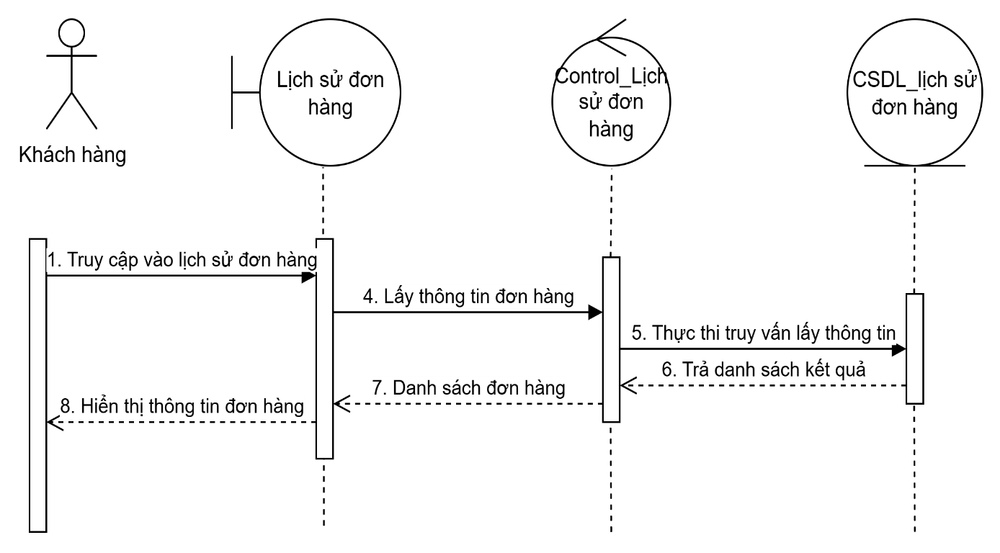 Lịch sử đơn
hàng
Control_Lịch
sử đơn
hàng
CSDL_lịch sử
đơn hàng
Khách hàng
1. Truy cập vào lịch sử đơn hàng
4. Lấy thông tin đơn hàng
5. Thực thi truy vấn lấy thông tin
6. Trả danh sách kết quả
7. Danh sách đơn hàng
8. Hiển thị thông tin đơn hàng